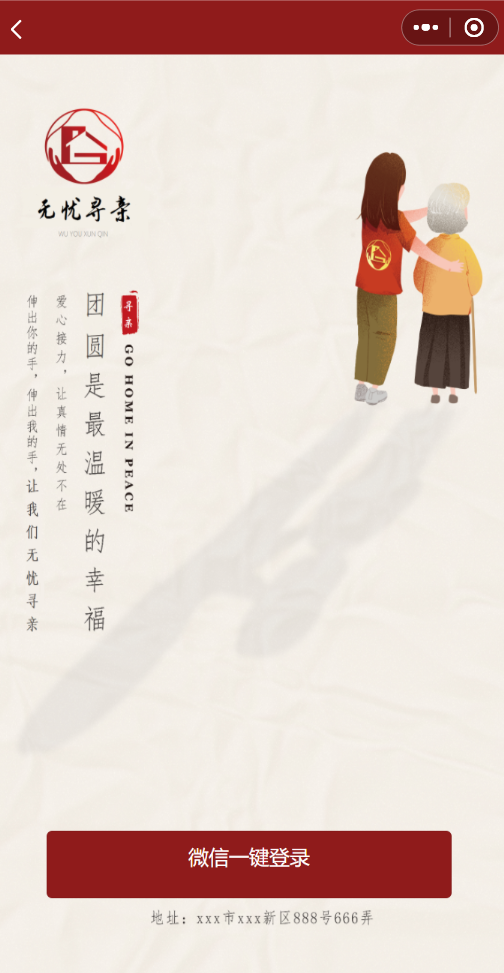 无忧寻亲
WU YOU XUN QIN
寻亲
GO HOME IN PEACE
团圆是最温暖的幸福
爱心接力，让真情无处不在
伸出你的手，伸出我的手，让我们无忧寻亲
微信一键登录
地址：xxx市xxx新区888号666弄